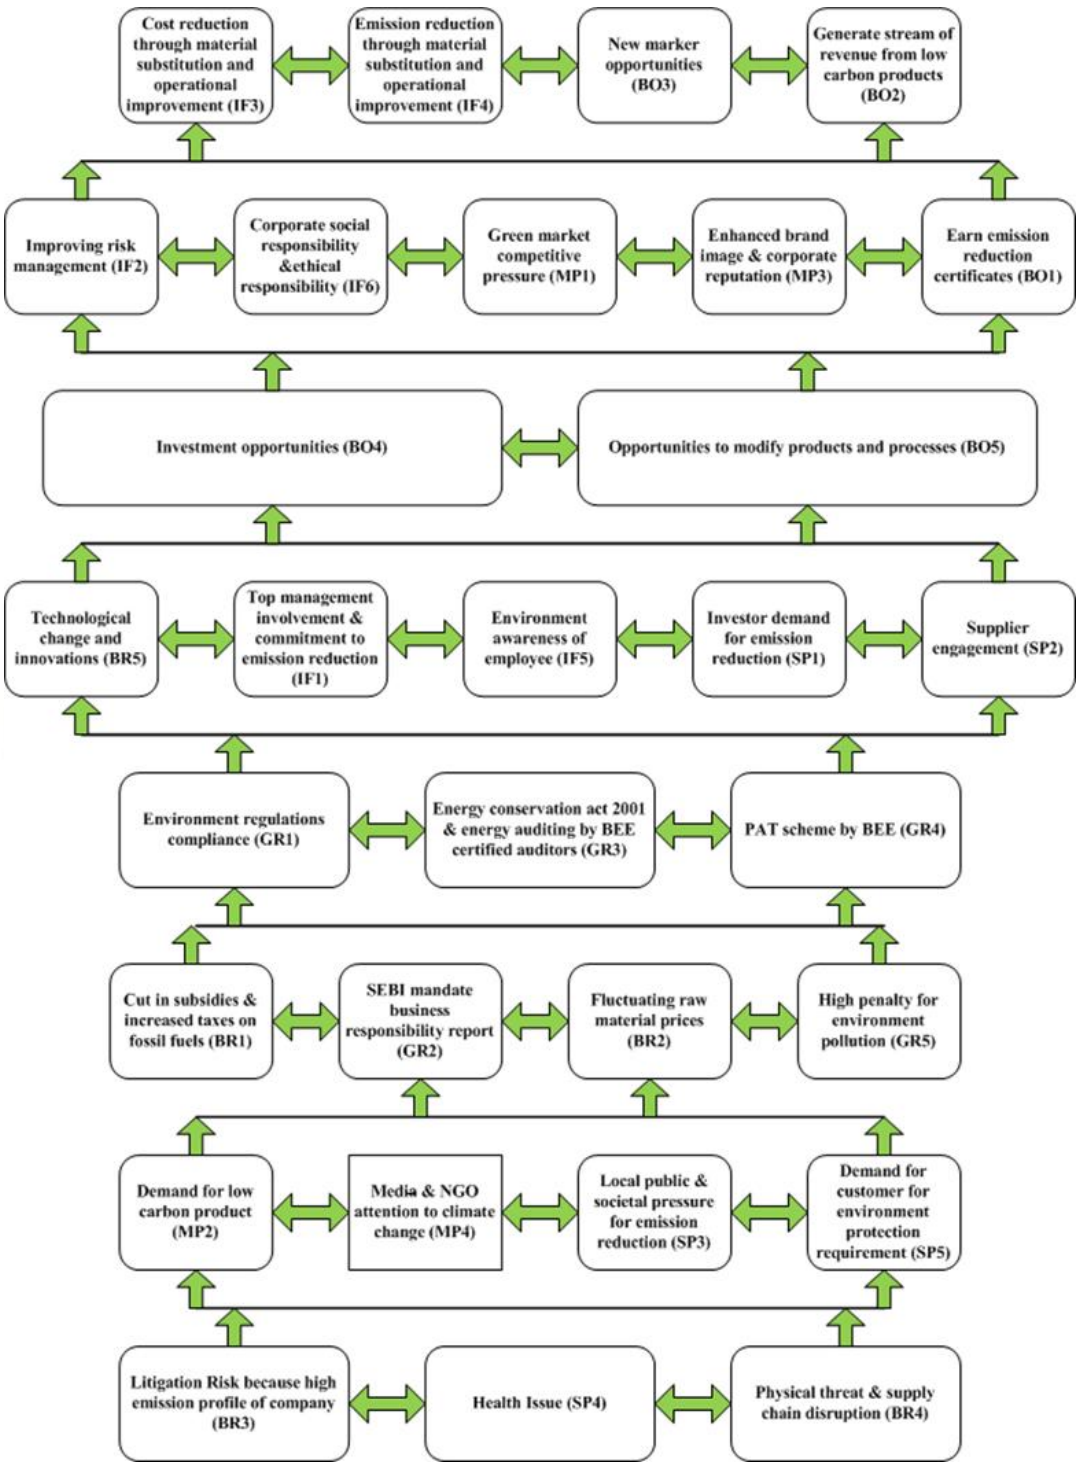 Cost reduction
through material
substitution and
operational
improvement (IF3)
Emission reduction
through material
substitution and
operational
improvement (IF4)
New marker
opportunities
(BO3)
Generate stream of
revenue from low
carbon products
(BO2)
Improving risk
management (IF2)
Corporate social
responsibility
&ethical
responsibility (IF6)
Green market
competitive
pressure (MP1)
Enhanced brand
image & corporate
reputation (MP3)
Earn emission
reduction
certificates (BO1)
Investment opportunities (BO4)
Opportunities to modify products and processes (BO5)
Technological
change and
innovations (BR5)
Top management
involvement &
commitment to
emission reduction
(IF1)
Environment
awareness of
employee (IF5)
Investor demand
for emission
reduction (SP1)
Supplier
engagement (SP2)
Environment regulations
compliance (GR1)
Energy conservation act 2001
& energy auditing by BEE
certified auditors (GR3)
PAT scheme by BEE (GR4)
Cut in subsidies &
increased taxes on
fossil fuels (BR1)
SEBI mandate
business
responsibility report
(GR2)
Fluctuating raw
material prices
(BR2)
High penalty for
environment
pollution (GR5)
Demand for low
carbon product
(MP2)
Media & NGO
attention to climate
change (MP4)
Local public &
societal pressure
for emission
reduction (SP3)
Demand for
customer for
environment
protection
requirement (SP5)
Litigation Risk because high
emission profile of company
(BR3)
Health Issue (SP4)
Physical threat & supply
chain disruption (BR4)